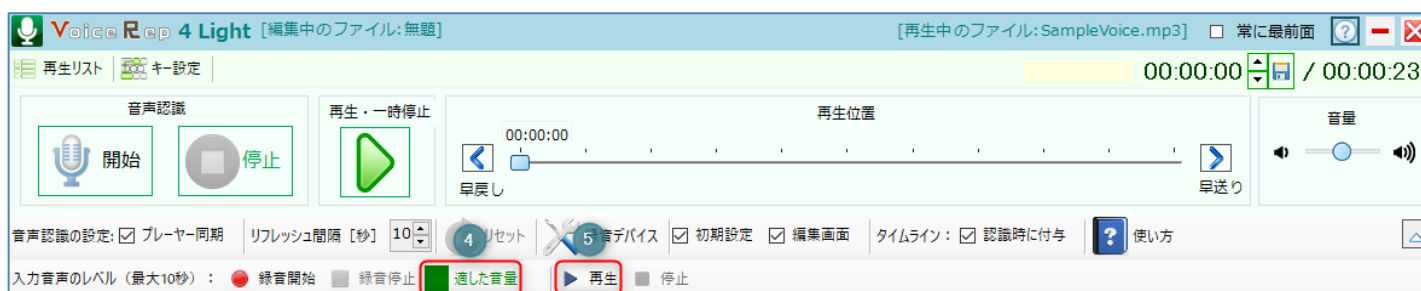 VoiceRep 4 Light [編集中のファイル:無題] [再生中のファイル:SampleVoice.mp3] 常に最前面 ?
再生リスト キー設定 00:00:00 / 00:00:23
音声認識 再生・一時停止 再生位置 音量
00:00:00
開始 停止
早戻し 早送り
音声認識の設定: プレーヤー同期 リフレッシュ間隔 [秒] 10 4 リセット 5 録音デバイス 初期設定 編集画面 タイムライン: 認識時に付与 ? 使い方
入力音声のレベル (最大10秒) : 録音開始 録音停止 適した音量 再生 停止